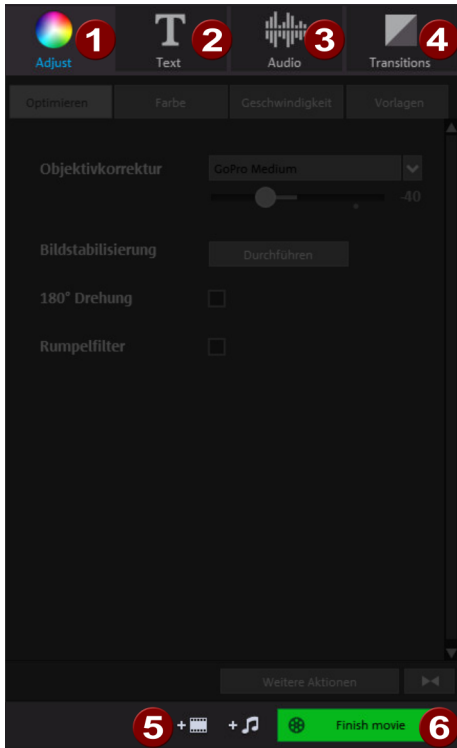 1 2 3 4
Adjust Text Audio Transitions
Optimieren Farbe Geschwindigkeit Vorlagen
Objektivkorrektur GoPro Medium
-40
Bildstabilisierung Durchführen
180° Drehung
Rumpelfilter
Weitere Aktionen
5 + + Finish movie 6